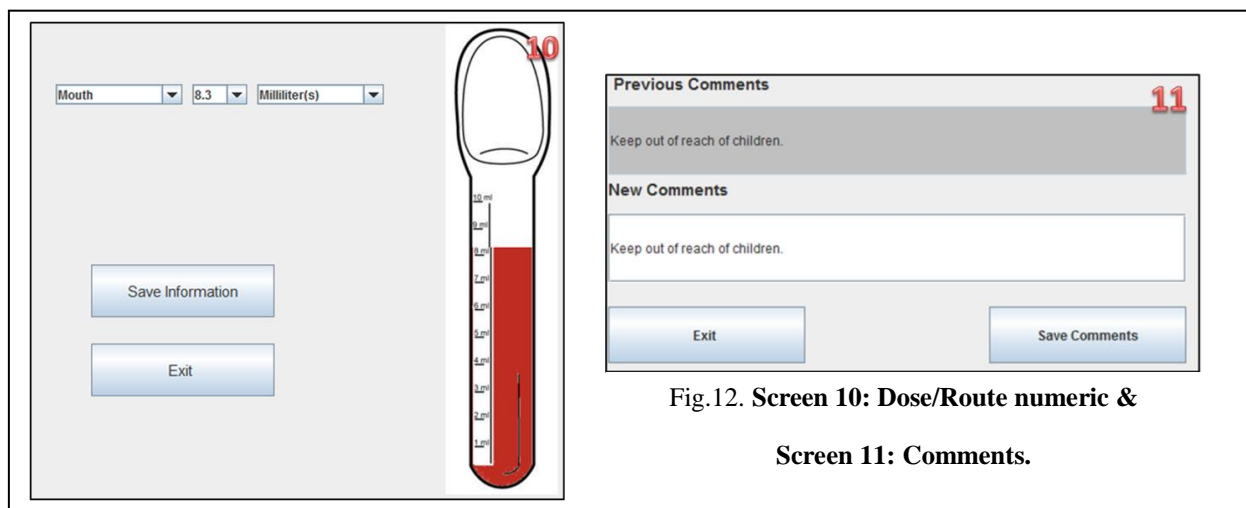 10
Mouth 8.3 Milliliter(s)
10 ml
9 ml
8 ml
7 ml
6 ml
5 ml
4 ml
3 ml
2 ml
1 ml
Save Information
Exit
11
Previous Comments
Keep out of reach of children.
New Comments
Keep out of reach of children.
Exit Save Comments
Fig.12. Screen 10: Dose/Route numeric &
Screen 11: Comments.